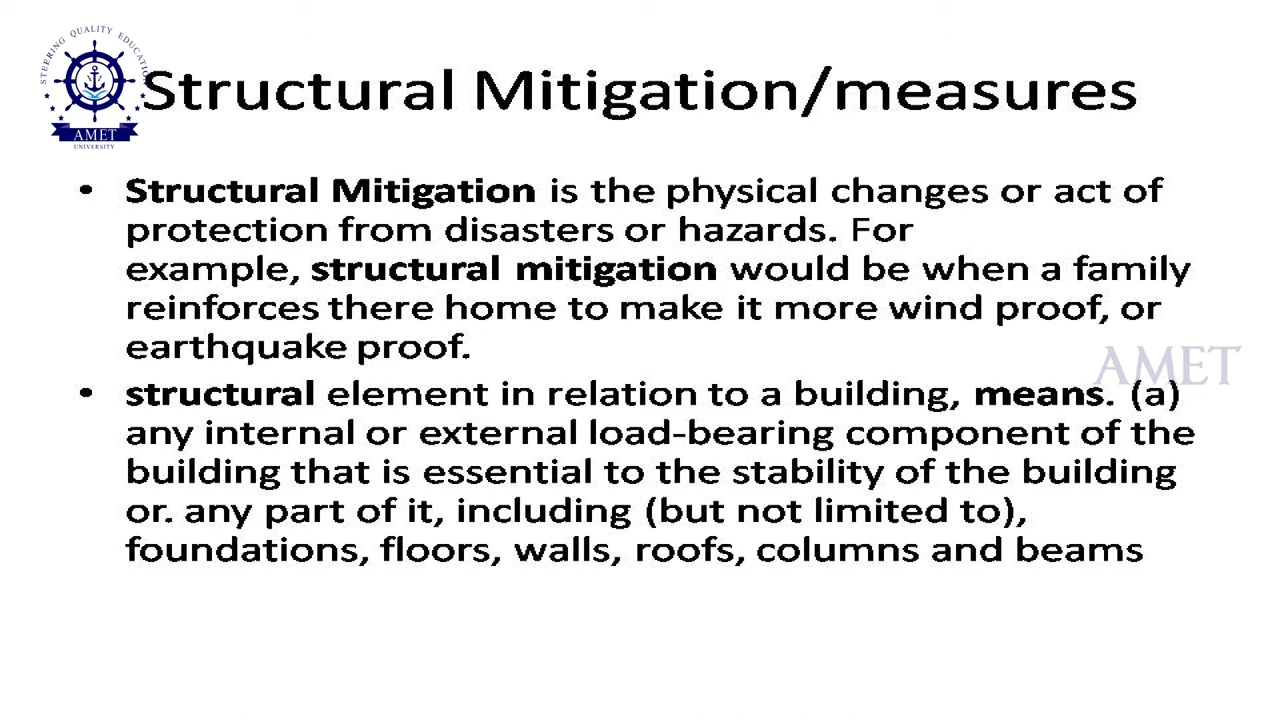 STEERING QUALITY EDUCATION
AMET
UNIVERSITY
Structural Mitigation/measures
• Structural Mitigation is the physical changes or act of
protection from disasters or hazards. For
example, structural mitigation would be when a family
reinforces there home to make it more wind proof, or
earthquake proof.
AMET
• structural element in relation to a building, means. (a)
any internal or external load-bearing component of the
building that is essential to the stability of the building
or. any part of it, including (but not limited to),
foundations, floors, walls, roofs, columns and beams